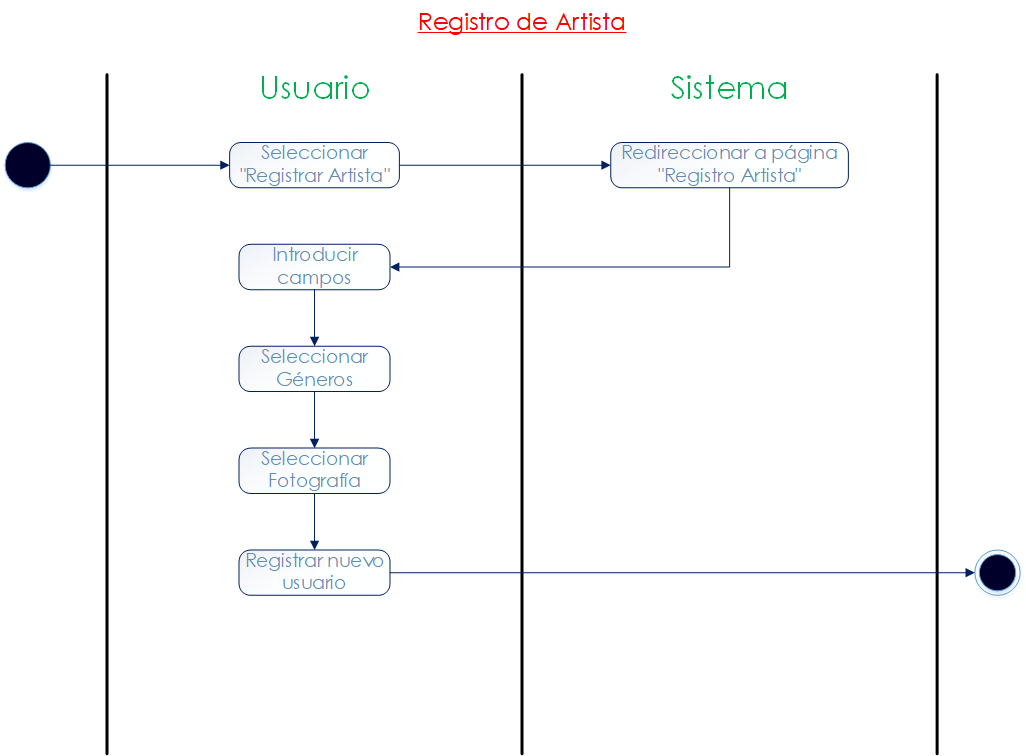 Registro de Artista
Usuario
Sistema
Seleccionar
"Registrar Artista"
Redireccionar a página
"Registro Artista"
Introducir
campos
Seleccionar
Géneros
Seleccionar
Fotografía
Registrar nuevo
usuario